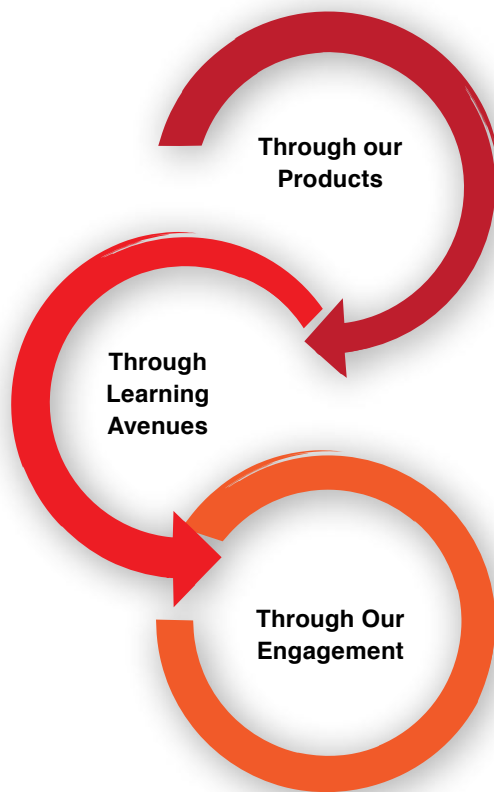 Through our
Products
Through
Learning
Avenues
Through Our
Engagement